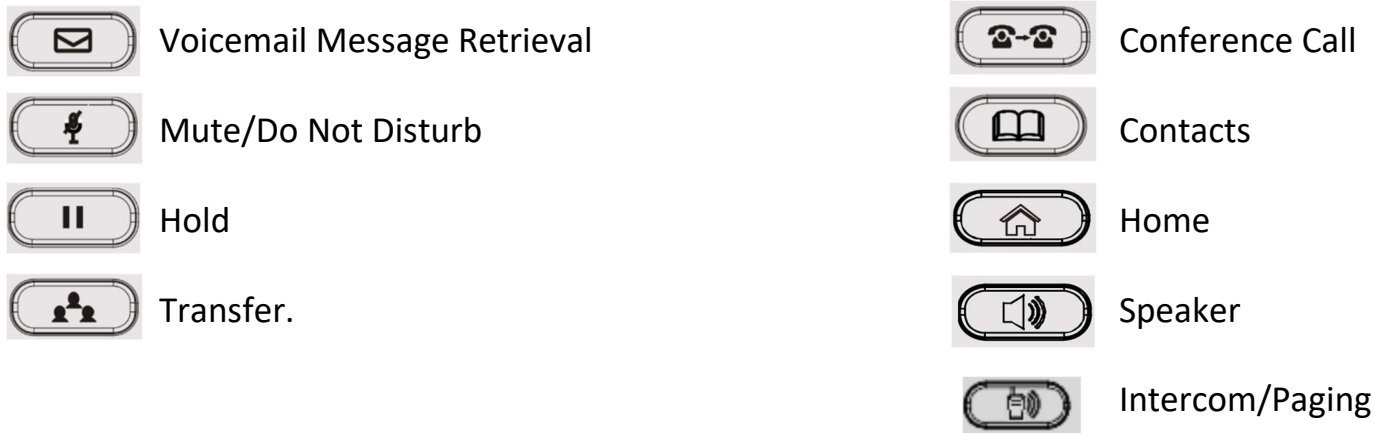 Voicemail Message Retrieval
Mute/Do Not Disturb
Hold
Transfer.
Conference Call
Contacts
Home
Speaker
Intercom/Paging